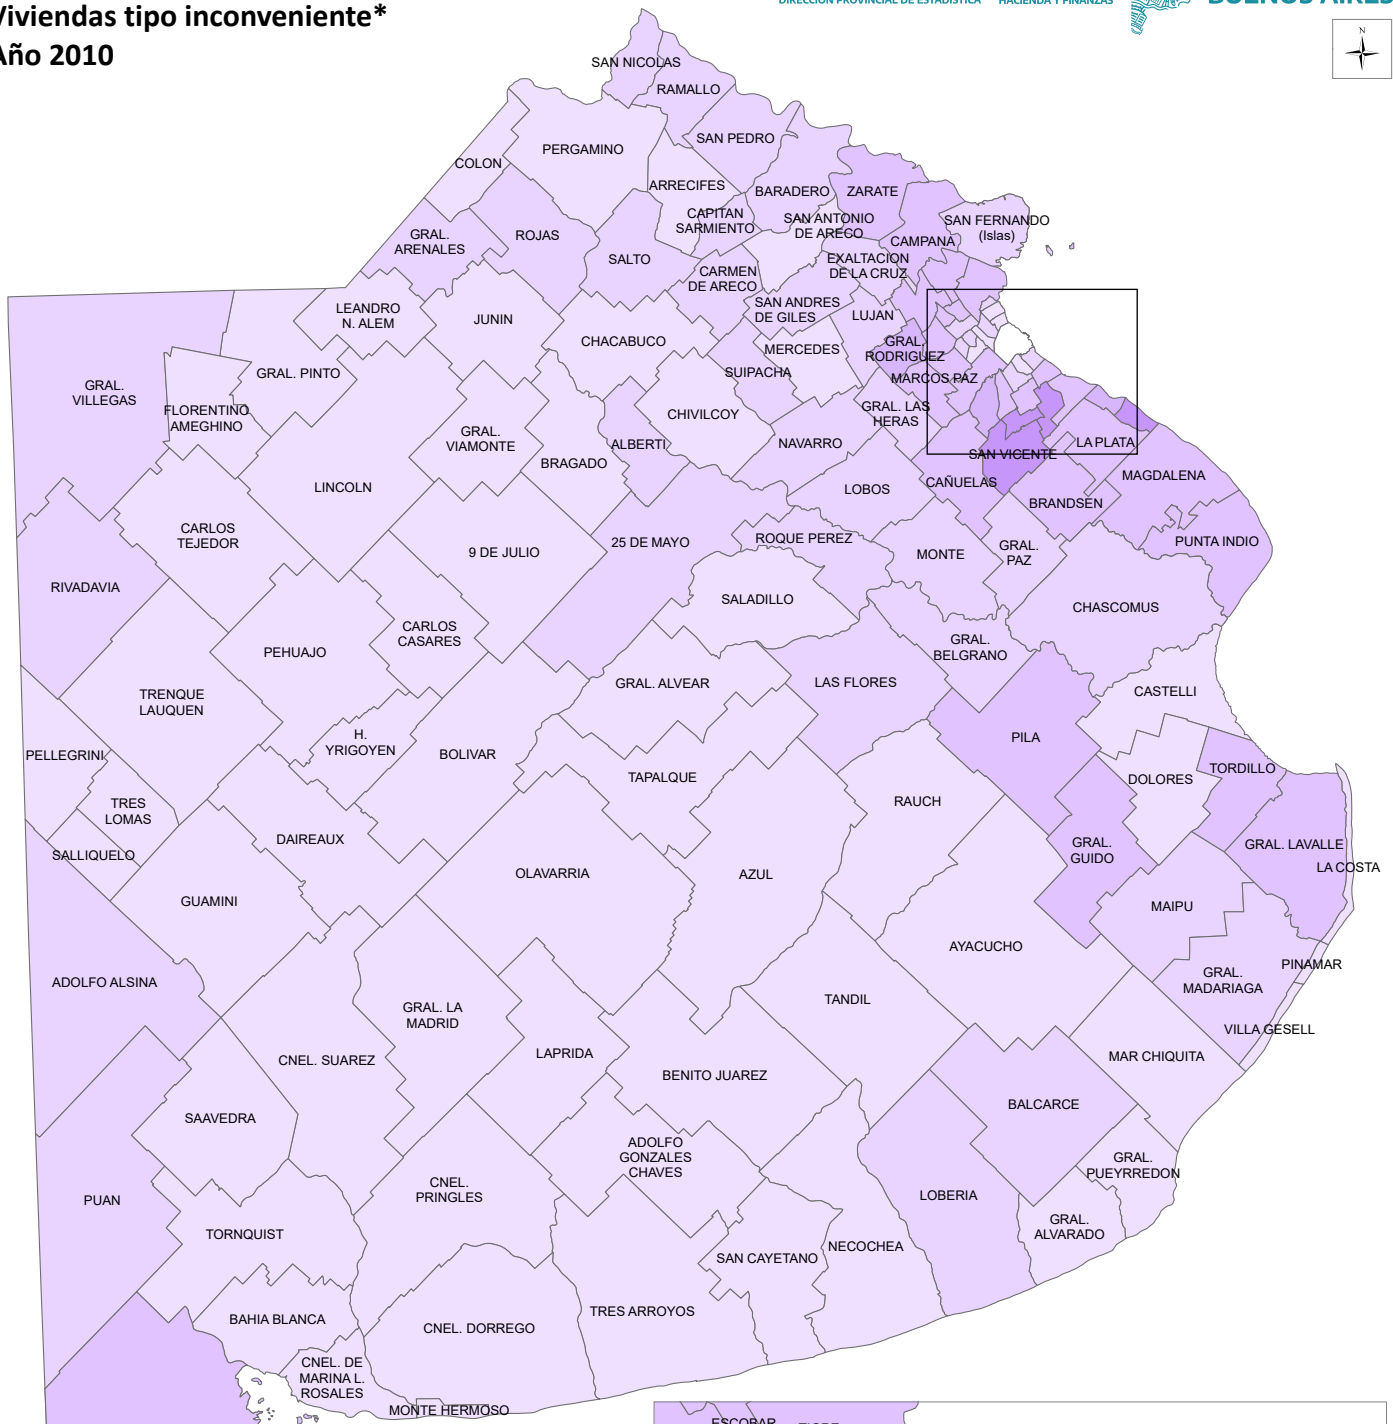 Viviendas tipo inconveniente*
Año 2010
DIRECCIÓN PROVINCIAL DE ESTADÍSTICA
HACIENDA Y FINANZAS
BUENOS AIRES
SAN NICOLAS
RAMALLO
SAN PEDRO
PERGAMINO
COLON
ARRECIFES
BARADERO
ZARATE
CAPITAN
SARMIENTO
SAN ANTONIO
DE ARECO
SAN FERNANDO
(Islas)
GRAL.
ARENALES
ROJAS
CAMPANA
SALTO
EXALTACION
DE LA CRUZ
CARMEN
DE ARECO
LEANDRO
N. ALEM
JUNIN
SAN ANDRES
DE GILES
LUJAN
CHACABUCO
MERCEDES
GRAL.
RODRIGUEZ
GRAL. PINTO
SUIPACHA
MARCOS PAZ
GRAL.
VILLEGAS
FLORENTINO
AMEGHINO
CHIVILCOY
GRAL. LAS
HERAS
GRAL.
VIAMONTE
ALBERTI
NAVARRO
LA PLATA
BRAGADO
SAN VICENTE
LINCOLN
LOBOS
CAÑUELAS
MAGDALENA
BRANDSEN
CARLOS
TEJEDOR
9 DE JULIO
25 DE MAYO
ROQUE PEREZ
MONTE
GRAL.
PAZ
PUNTA INDIO
RIVADAVIA
SALADILLO
CHASCOMUS
CARLOS
CASARES
PEHUAJO
GRAL.
BELGRANO
TRENQUE
LAUQUEN
GRAL. ALVEAR
LAS FLORES
CASTELLI
H.
YRIGOYEN
PELLEGRINI
BOLIVAR
PILA
TAPALQUE
DOLORES
TORDILLO
TRES
LOMAS
RAUCH
DAIREAUX
SALLIQUELO
GRAL.
GUIDO
GRAL. LAVALLE
LA COSTA
OLAVARRIA
AZUL
GUAMINI
MAIPU
AYACUCHO
PINAMAR
ADOLFO ALSINA
GRAL.
MADARIAGA
TANDIL
GRAL. LA
MADRID
VILLA GESELL
CNEL. SUAREZ
LAPRIDA
MAR CHIQUITA
BENITO JUAREZ
BALCARCE
SAAVEDRA
ADOLFO
GONZALES
CHAVES
GRAL.
PUEYRREDON
PUAN
CNEL.
PRINGLES
LOBERIA
GRAL.
ALVARADO
TORNQUIST
NECOCHEA
SAN CAYETANO
TRES ARROYOS
BAHIA BLANCA
CNEL. DORREGO
CNEL. DE
MARINA L.
ROSALES
MONTE HERMOSO
ESCOBAR
TIGRE